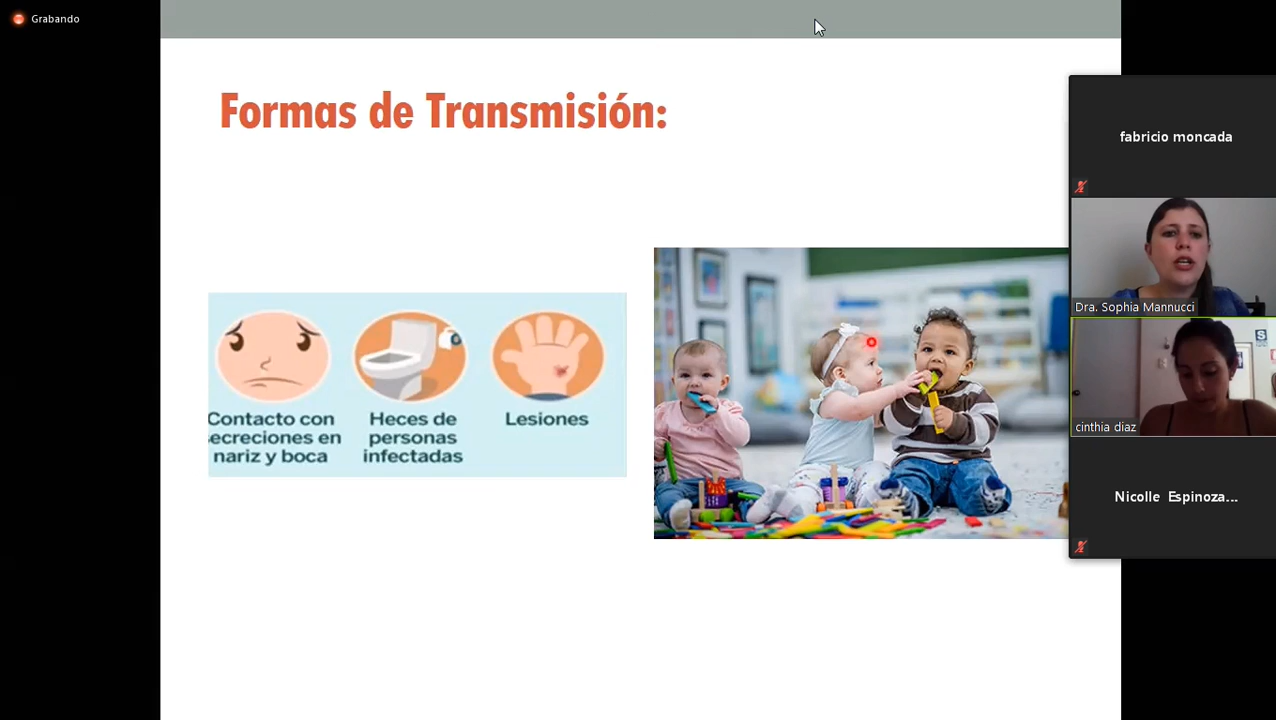 Grabando
Formas de Transmisión:
Contacto con
ecreciones en
nariz y boca
Heces de
personas
infectadas
Lesiones
fabricio moncada
Dra. Sophia Mannucci
cinthia diaz
S
Nicolle Espinoza...